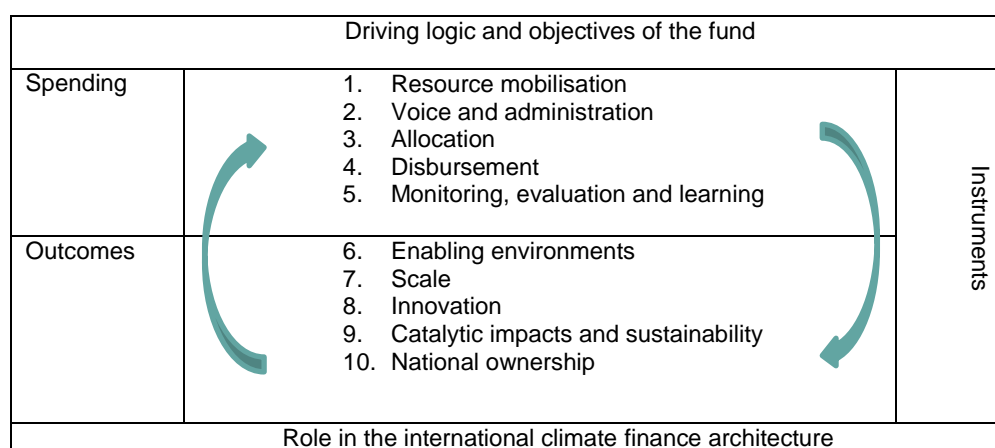 Driving logic and objectives of the fund
Spending
1. Resource mobilisation
2. Voice and administration
3. Allocation
4. Disbursement
5. Monitoring, evaluation and learning
Instruments
Outcomes
6. Enabling environments
7. Scale
8. Innovation
9. Catalytic impacts and sustainability
10. National ownership
Role in the international climate finance architecture